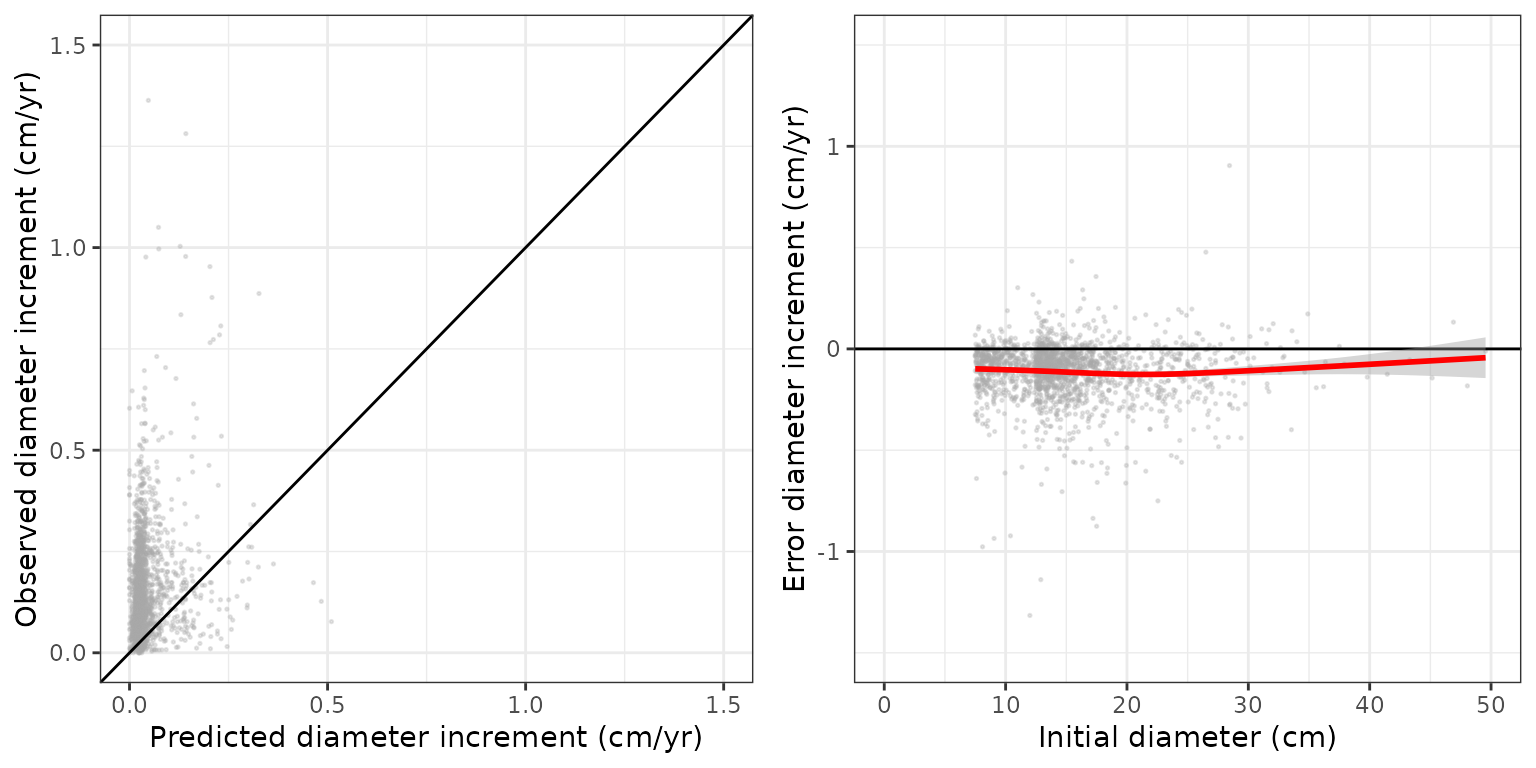 Observed diameter increment (cm/yr)
1.5
1.0
0.5
0.0
0.0 0.5 1.0 1.5
Predicted diameter increment (cm/yr)
Error diameter increment (cm/yr)
1
0
-1
0 10 20 30 40 50
Initial diameter (cm)